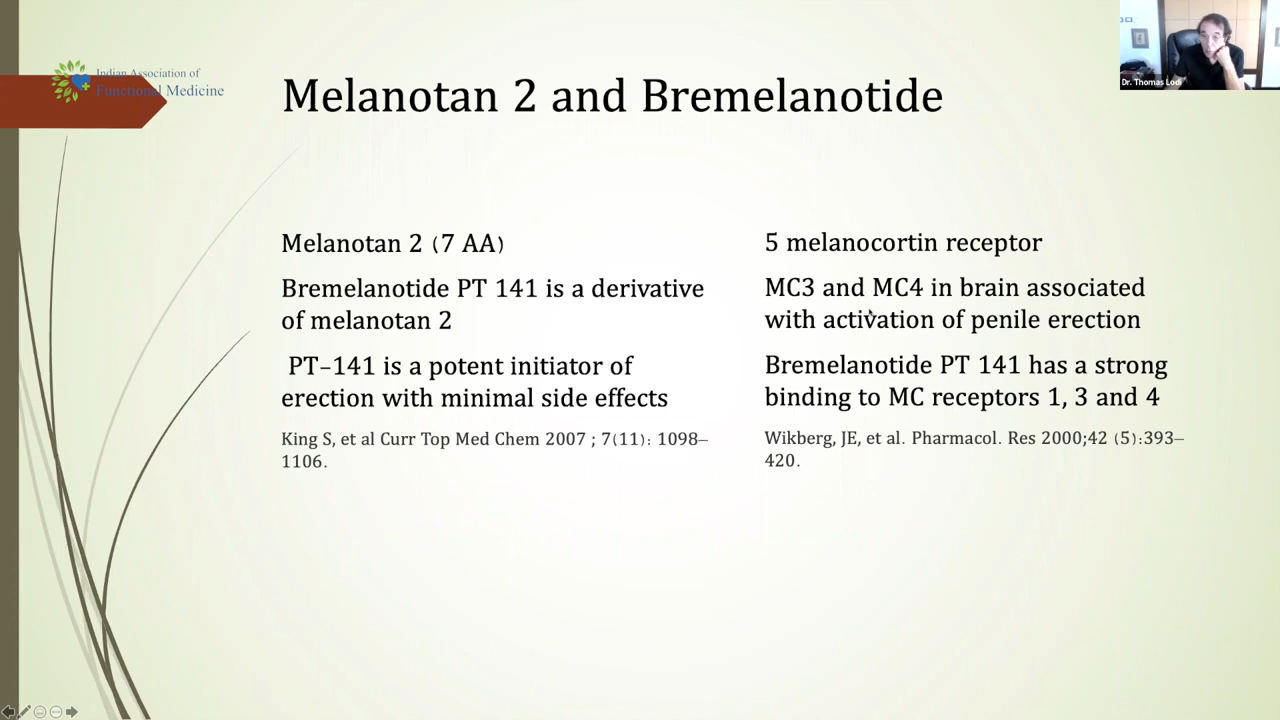 Indian Association of
Functional Medicine
Melanotan 2 and Bremelanotide
Melanotan 2 (7 AA)
Bremelanotide PT 141 is a derivative
of melanotan 2
PT–141 is a potent initiator of
erection with minimal side effects
King S, et al Curr Top Med Chem 2007 ; 7(11): 1098–
1106.
5 melanocortin receptor
MC3 and MC4 in brain associated
with activation of penile erection
Bremelanotide PT 141 has a strong
binding to MC receptors 1, 3 and 4
Wikberg, JE, et al. Pharmacol. Res 2000;42 (5):393–
420.
Dr. Thomas Lodi